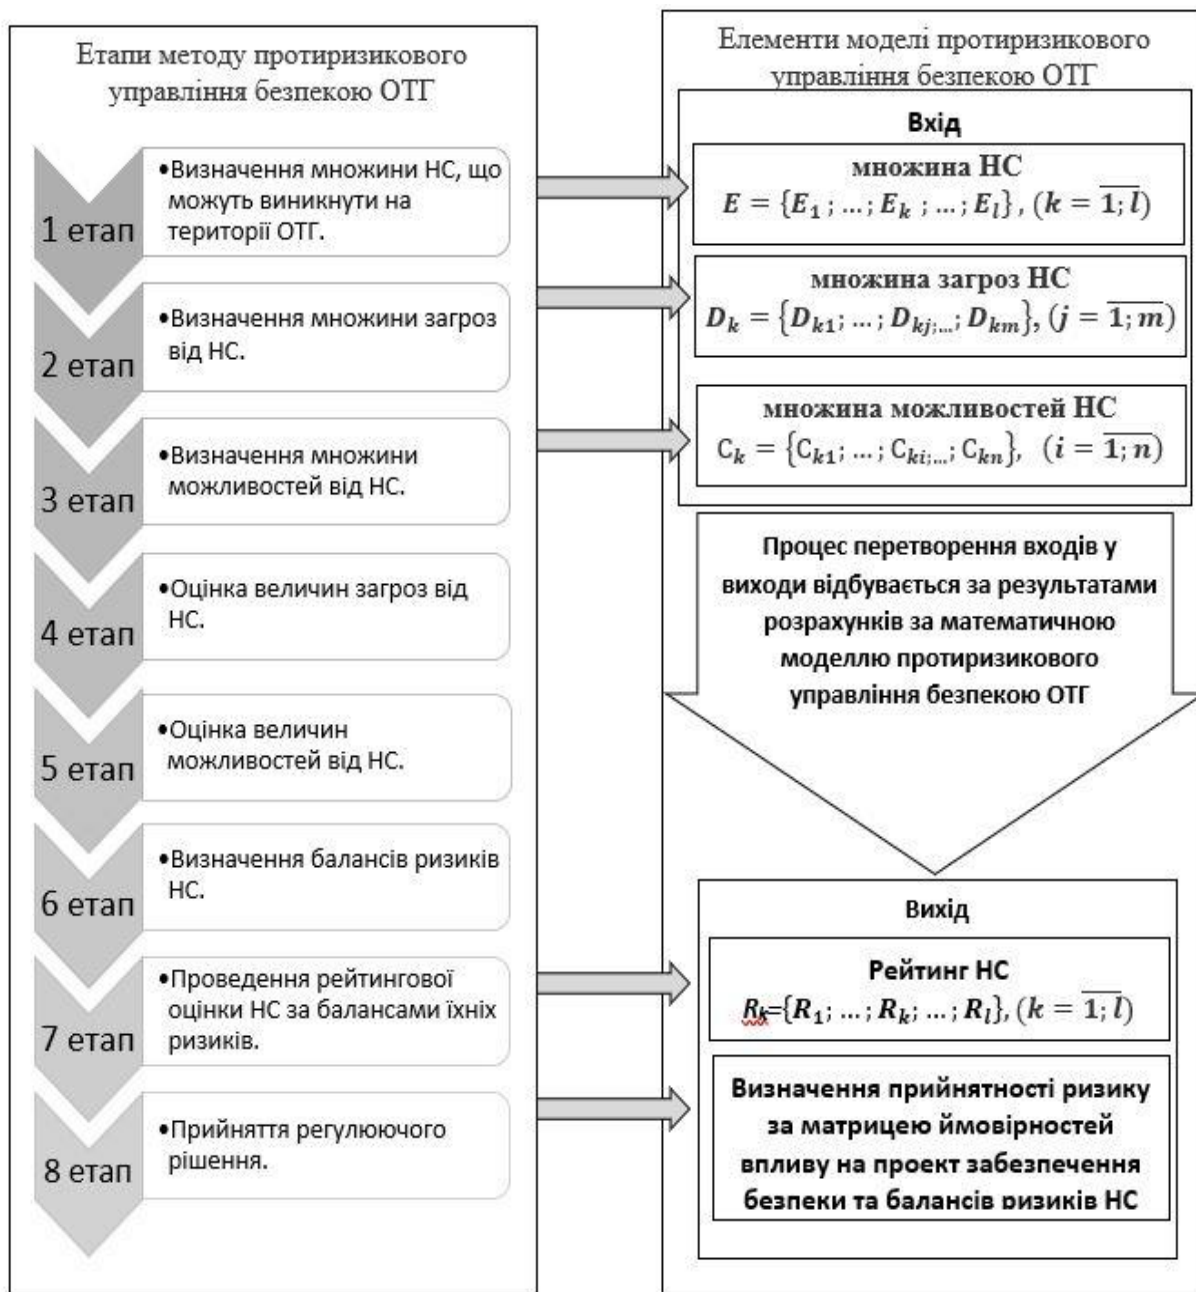 Етапи методу протиризикового
управління безпекою ОТГ
1 етап
•Визначення множини НС, що
можуть виникнути на
території ОТГ.
2 етап
•Визначення множини загроз
від НС.
3 етап
•Визначення множини
можливостей від НС.
4 етап
•Оцінка величин загроз від
НС.
5 етап
•Оцінка величин
можливостей від НС.
6 етап
•Визначення балансів ризиків
НС.
7 етап
•Проведення рейтингової
оцінки НС за балансами їхніх
ризиків.
8 етап
•Прийняття регулюючого
рішення.
Елементи моделі протиризикового
управління безпекою ОТГ
Вхід
множина НС
E = {E₁ ; … ; Eₖ ; … ; Eₗ} , (k = 1; l)
множина загроз НС
Dₖ = {Dₖ₁; … ; Dₖⱼ;…; Dₖₘ}, (j = 1; m)
множина можливостей НС
Cₖ = {Cₖ₁; … ; Cₖᵢ;…; Cₖₙ}, (i = 1; n)
Процес перетворення входів у
виходи відбувається за результатами
розрахунків за математичною
моделлю протиризикового
управління безпекою ОТГ
Вихід
Рейтинг НС
Rₖ={R₁; … ; Rₖ; … ; Rₗ}, (k = 1; l)
Визначення прийнятності ризику
за матрицею ймовірностей
впливу на проект забезпечення
безпеки та балансів ризиків НС